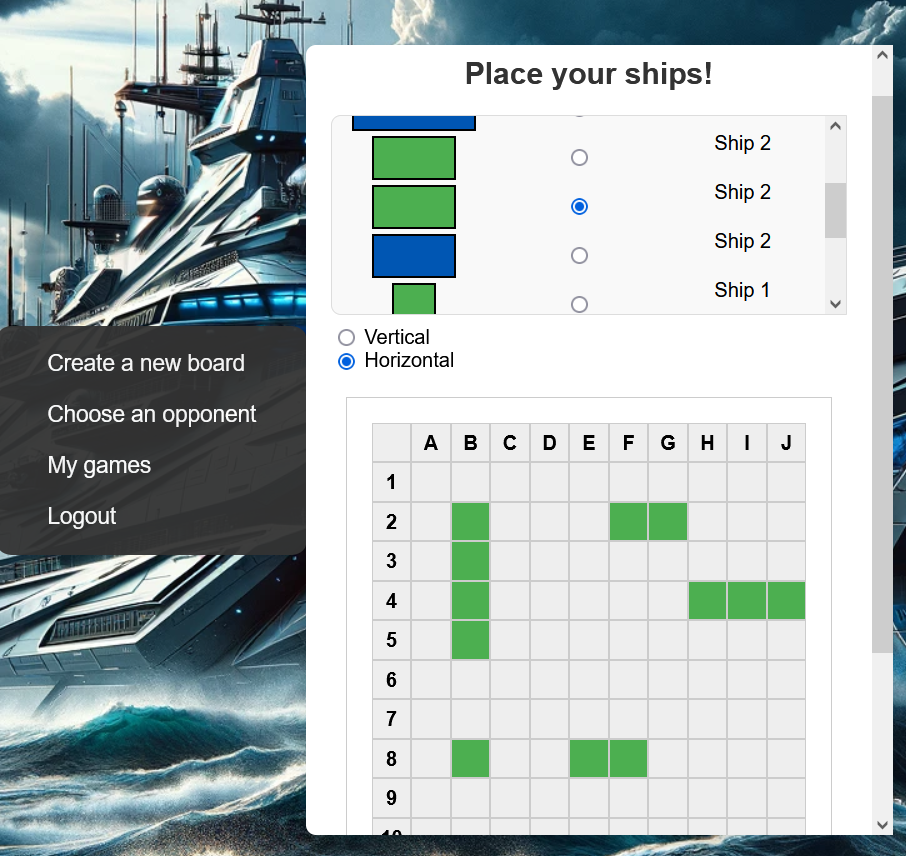 Place your ships!
Ship 2
Ship 2
Ship 2
Ship 1
Vertical
Horizontal
Create a new board
Choose an opponent
My games
Logout
A B C D E F G H I J
1
2
3
4
5
6
7
8
9
10